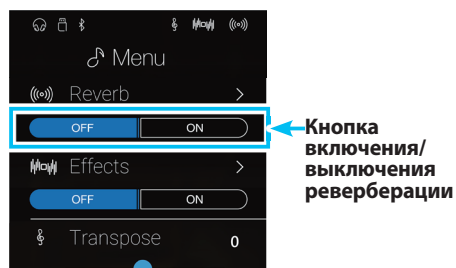 Menu
Reverb
OFF ON
Кнопка
включения/
выключения
реверберации
Effects
OFF ON
Transpose 0